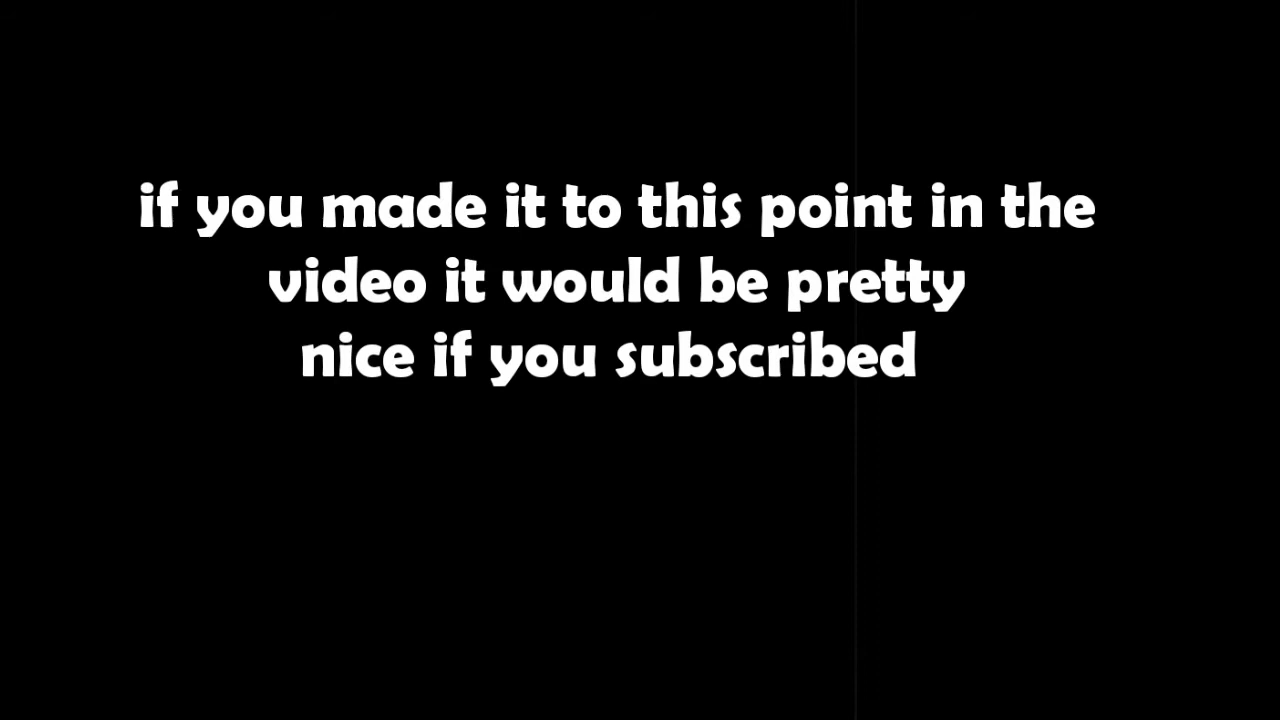 if you made it to this point in the
video it would be pretty
nice if you subscribed